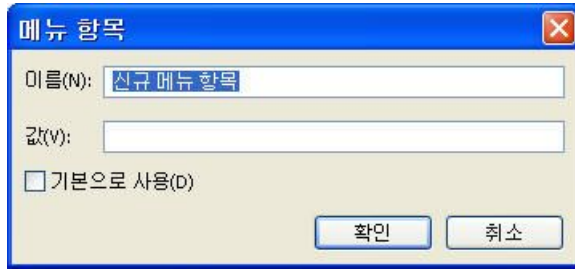 메뉴 항목
이름(N): 신규 메뉴 항목
값(V):
기본으로 사용(D)
확인 취소